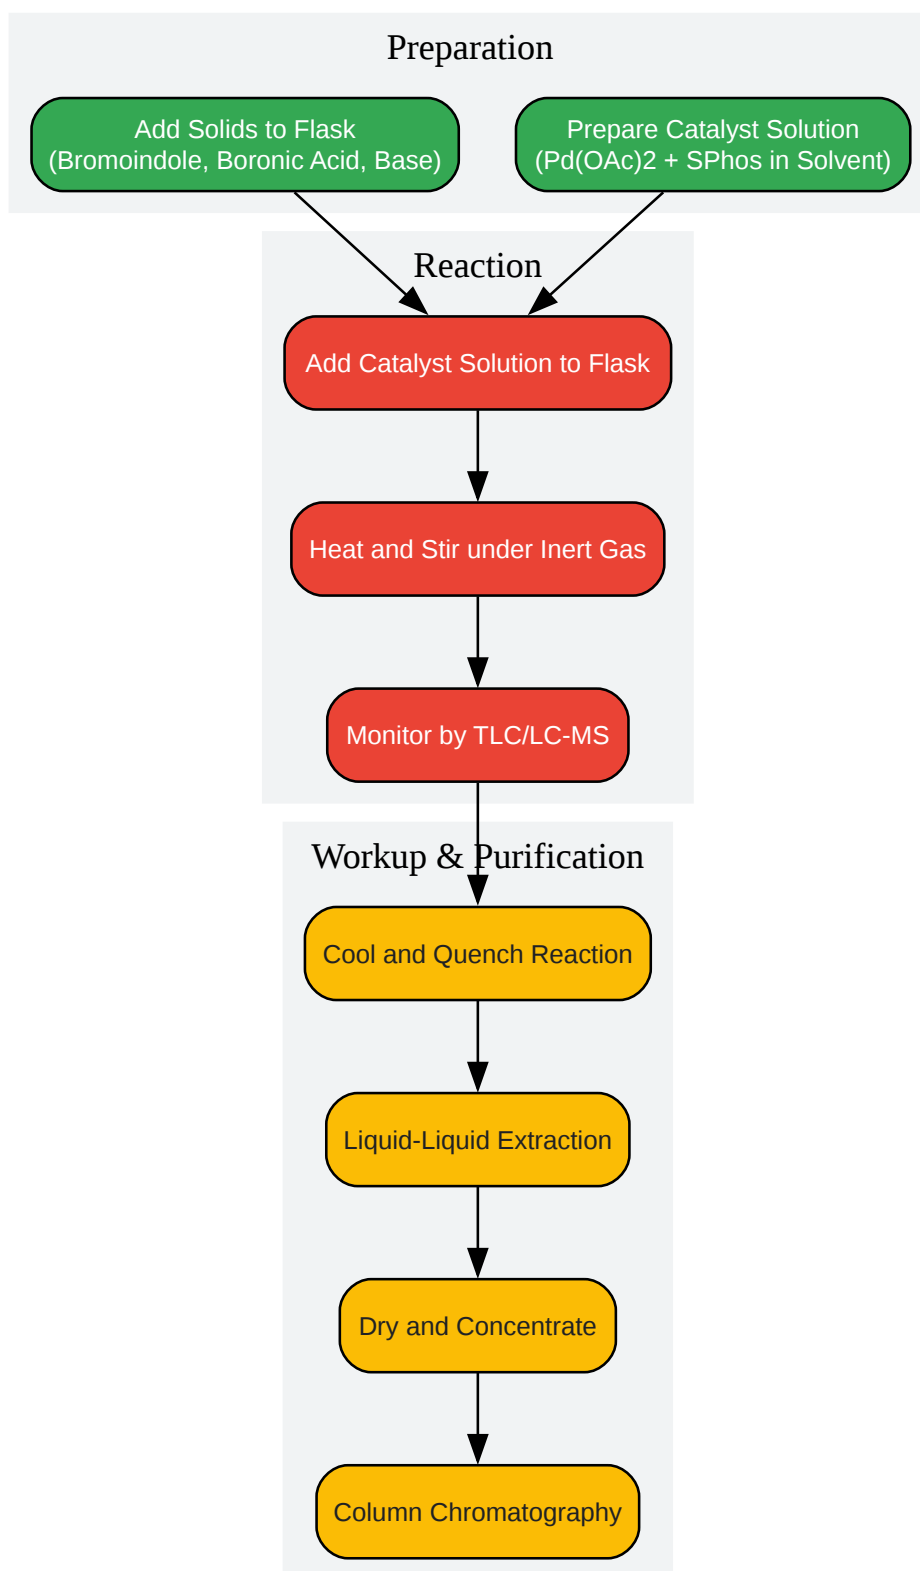 Preparation
Add Solids to Flask
(Bromoindole, Boronic Acid, Base)
Prepare Catalyst Solution
(Pd(OAc)2 + SPhos in Solvent)
Reaction
Add Catalyst Solution to Flask
Heat and Stir under Inert Gas
Monitor by TLC/LC-MS
Workup & Purification
Cool and Quench Reaction
Liquid-Liquid Extraction
Dry and Concentrate
Column Chromatography